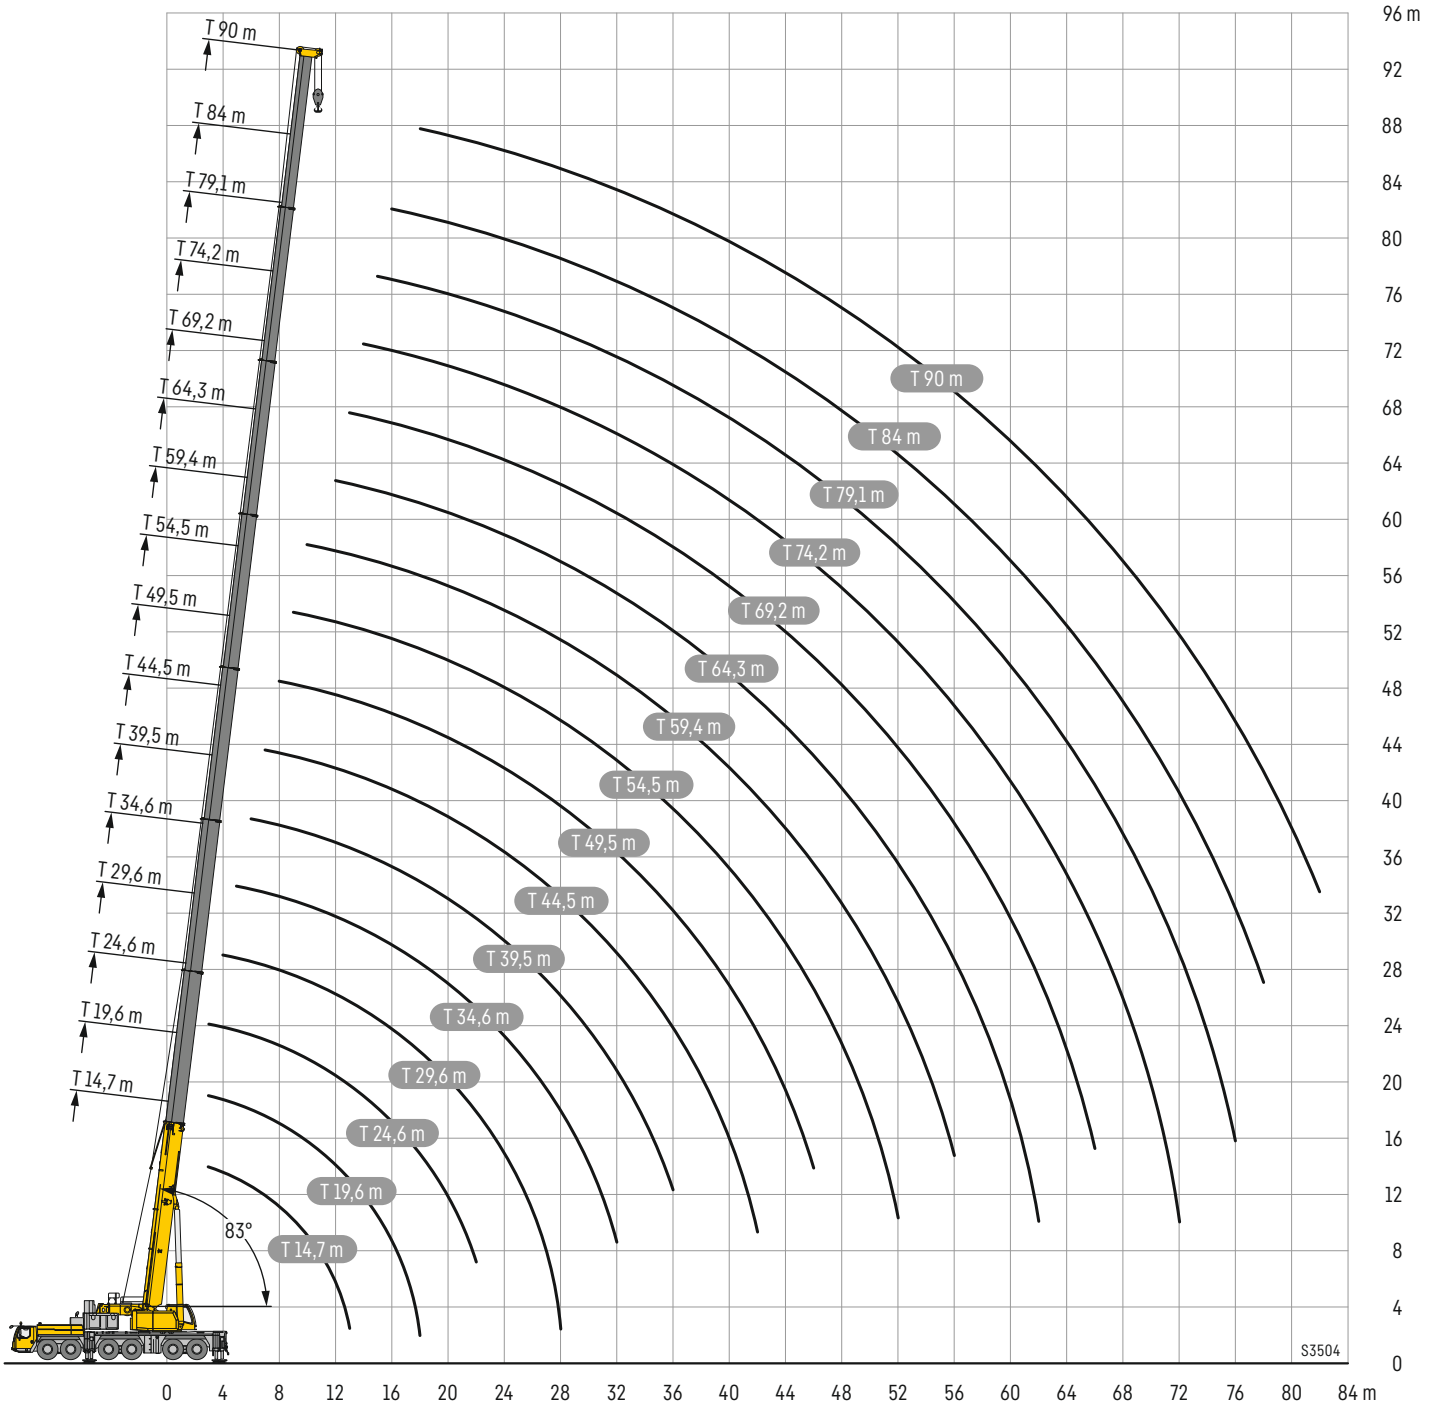 96 m
T 90 m
92
T 84 m
88
T 79,1 m
84
T 74,2 m
80
76
T 69,2 m
72
T 90 m
T 64,3 m
68
T 84 m
T 59,4 m
64
T 79,1 m
T 54,5 m
60
T 74,2 m
T 49,5 m
56
T 69,2 m
52
T 44,5 m
T 64,3 m
48
T 39,5 m
T 59,4 m
44
T 54,5 m
T 34,6 m
40
T 49,5 m
36
T 29,6 m
T 44,5 m
32
T 24,6 m
T 39,5 m
28
T 19,6 m
T 34,6 m
24
T 14,7 m
T 29,6 m
20
T 24,6 m
16
T 19,6 m
12
83°
T 14,7 m
8
4
S3504
0
0 4 8 12 16 20 24 28 32 36 40 44 48 52 56 60 64 68 72 76 80 84 m